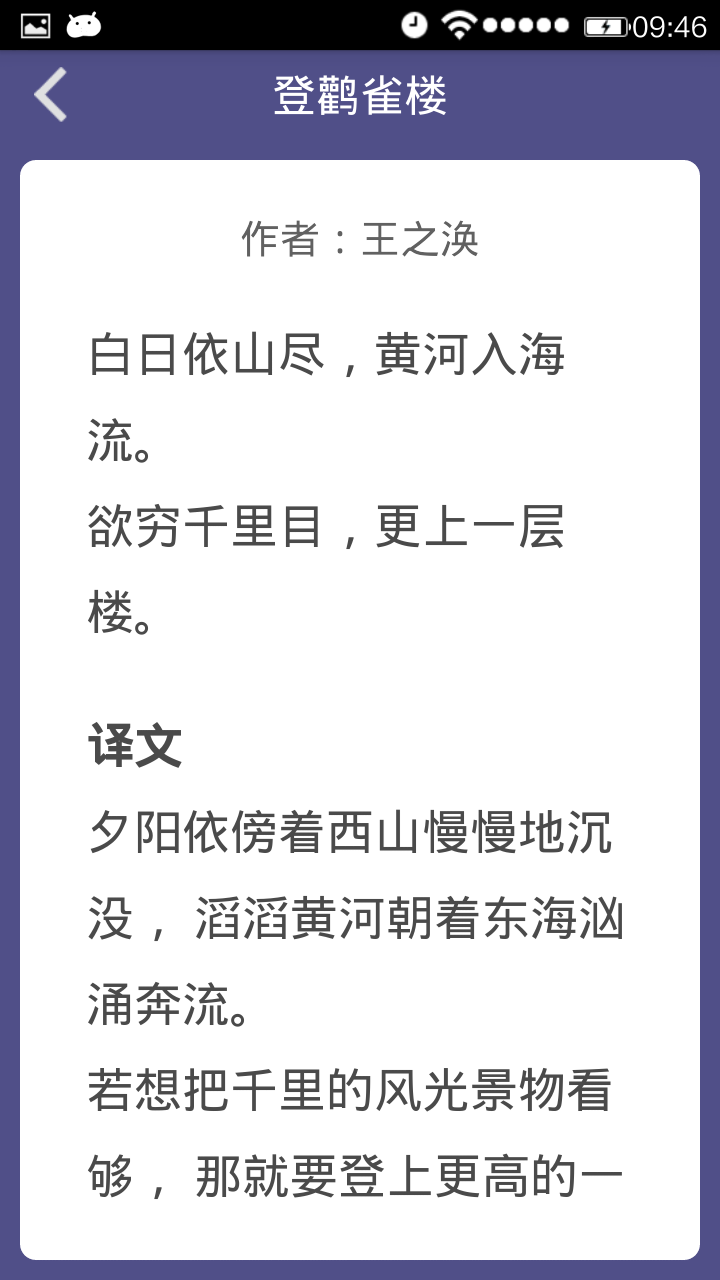 09:46
登鹳雀楼
作者：王之涣
白日依山尽，黄河入海
流。
欲穷千里目，更上一层
楼。
译文
夕阳依傍着西山慢慢地沉
没， 滔滔黄河朝着东海汹
涌奔流。
若想把千里的风光景物看
够， 那就要登上更高的一